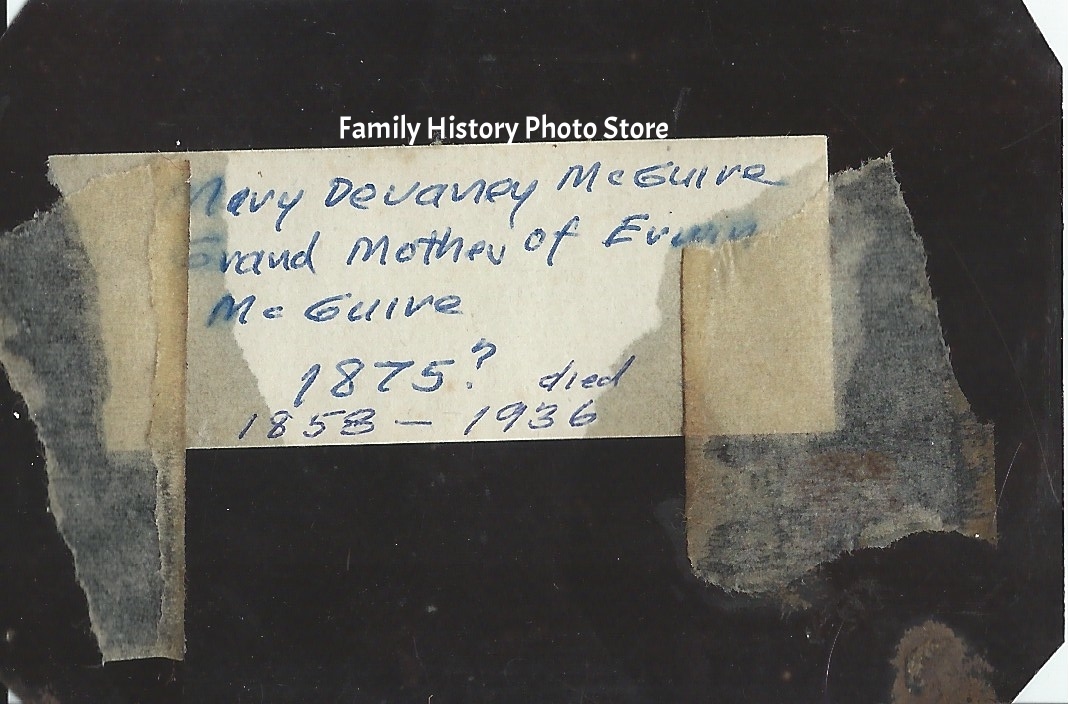 Family History Photo Store
Mary Devaney McGuire
Grand Mother of
McGuire
1875? died
1858 - 1936